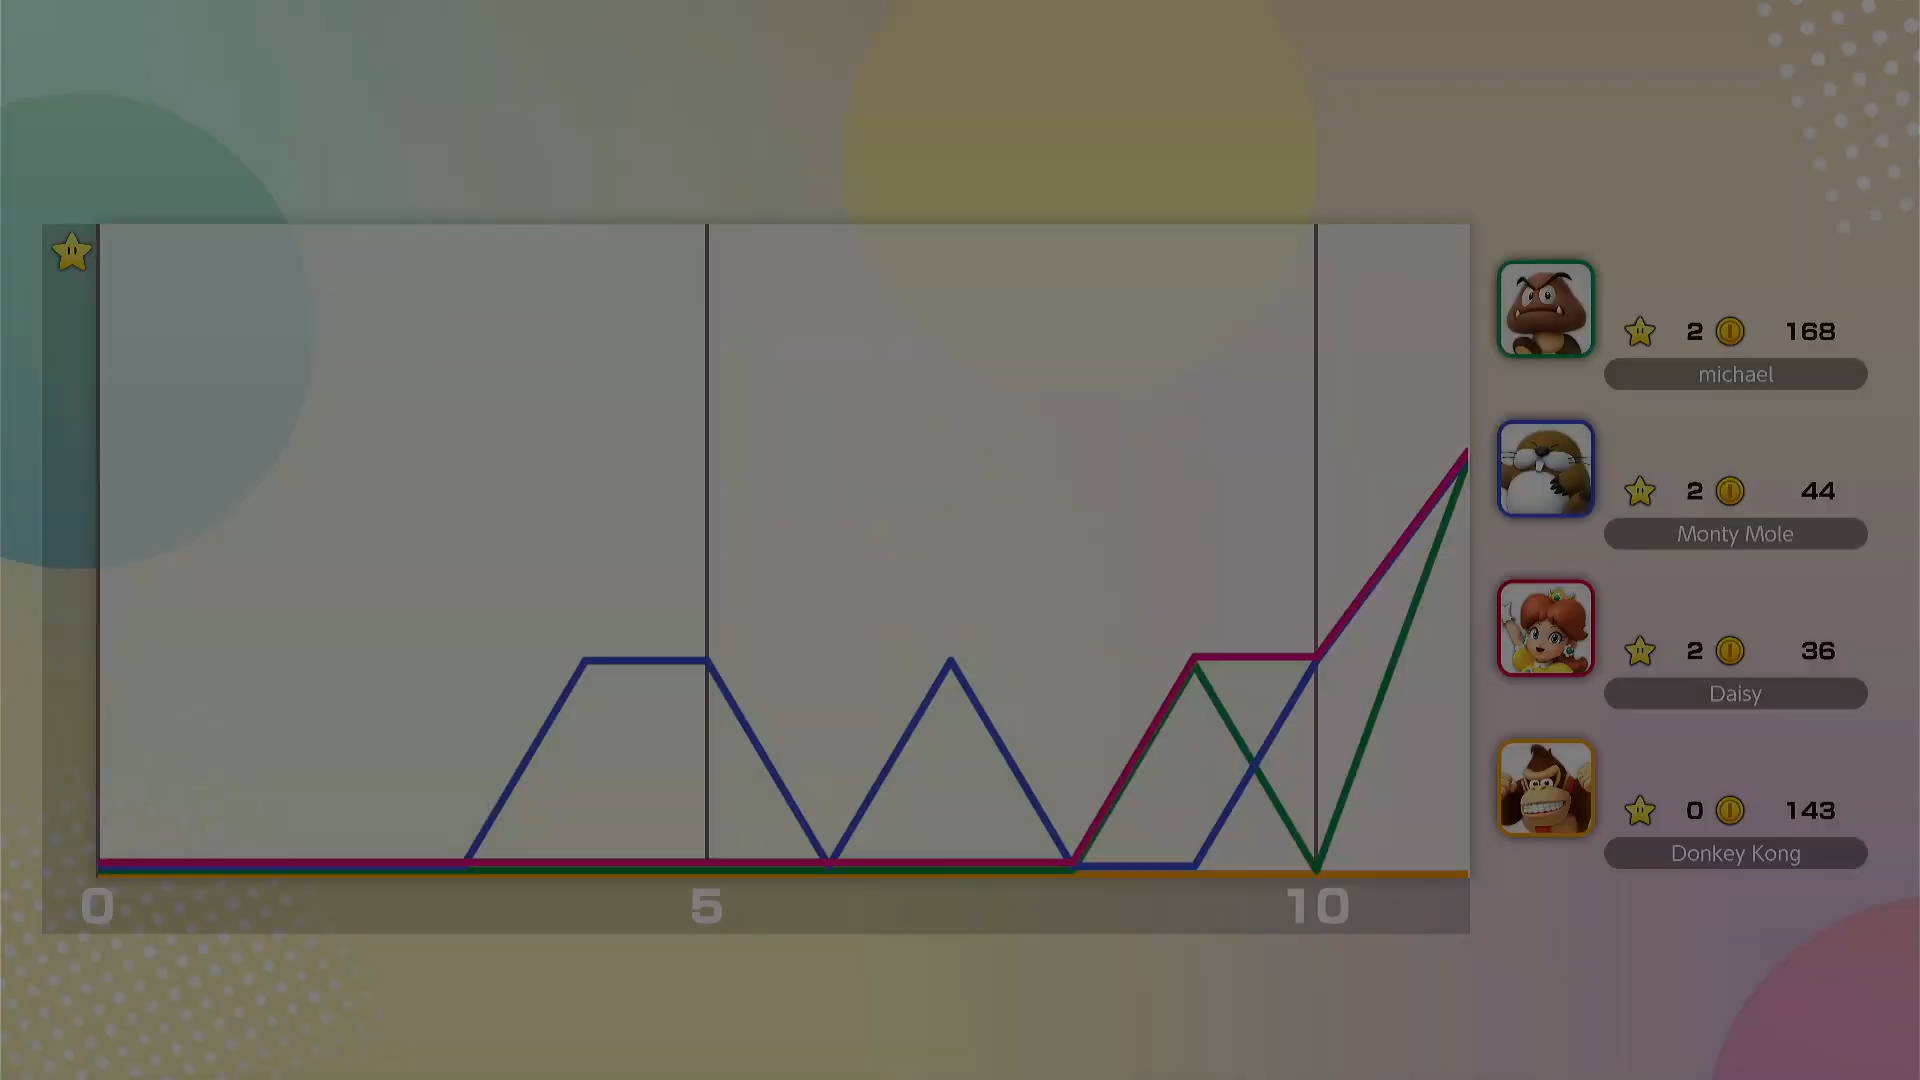 2 168
michael
2 44
Monty Mole
2 36
Daisy
0 143
Donkey Kong
0 5 10